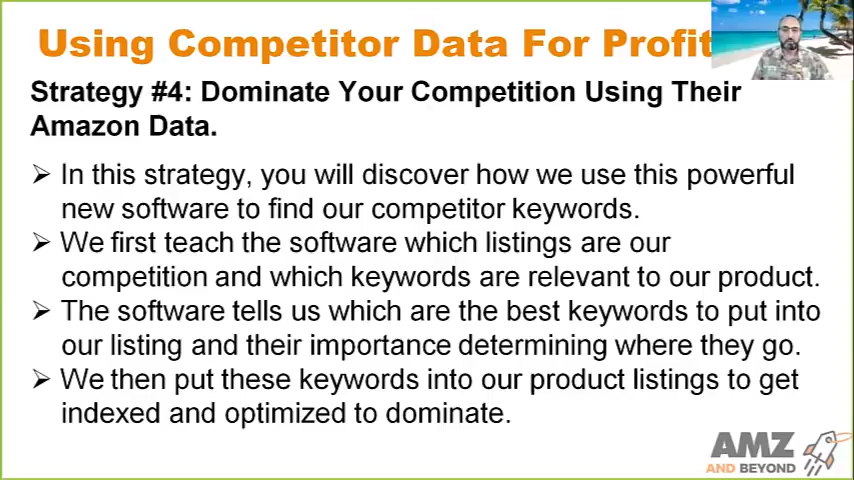 Using Competitor Data For Profit
Strategy #4: Dominate Your Competition Using Their
Amazon Data.
➢ In this strategy, you will discover how we use this powerful
new software to find our competitor keywords.
➢ We first teach the software which listings are our
competition and which keywords are relevant to our product.
➢ The software tells us which are the best keywords to put into
our listing and their importance determining where they go.
➢ We then put these keywords into our product listings to get
indexed and optimized to dominate.
AMZ
AND BEYOND